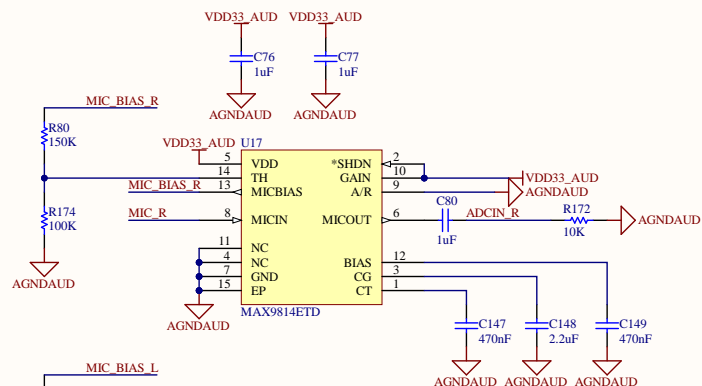 VDD33_AUD VDD33_AUD
C76 C77
1uF 1uF
AGNDAUD AGNDAUD
MIC_BIAS_R
R80
150K
VDD33_AUD U17
5 VDD *SHDN 2
14 TH GAIN 10 VDD33_AUD
MIC_BIAS_R 13 MICBIAS A/R 9 AGNDAUD
R174
100K
MIC_R 8 MICIN MICOUT 6 C80 ADCIN_R R172 AGNDAUD
1uF 10K
11 NC
4 NC BIAS 12
7 GND CG 3
15 EP CT 1
AGNDAUD
AGNDAUD MAX9814ETD
C147 C148 C149
470nF 2.2uF 470nF
MIC_BIAS_L
AGNDAUD AGNDAUD AGNDAUD